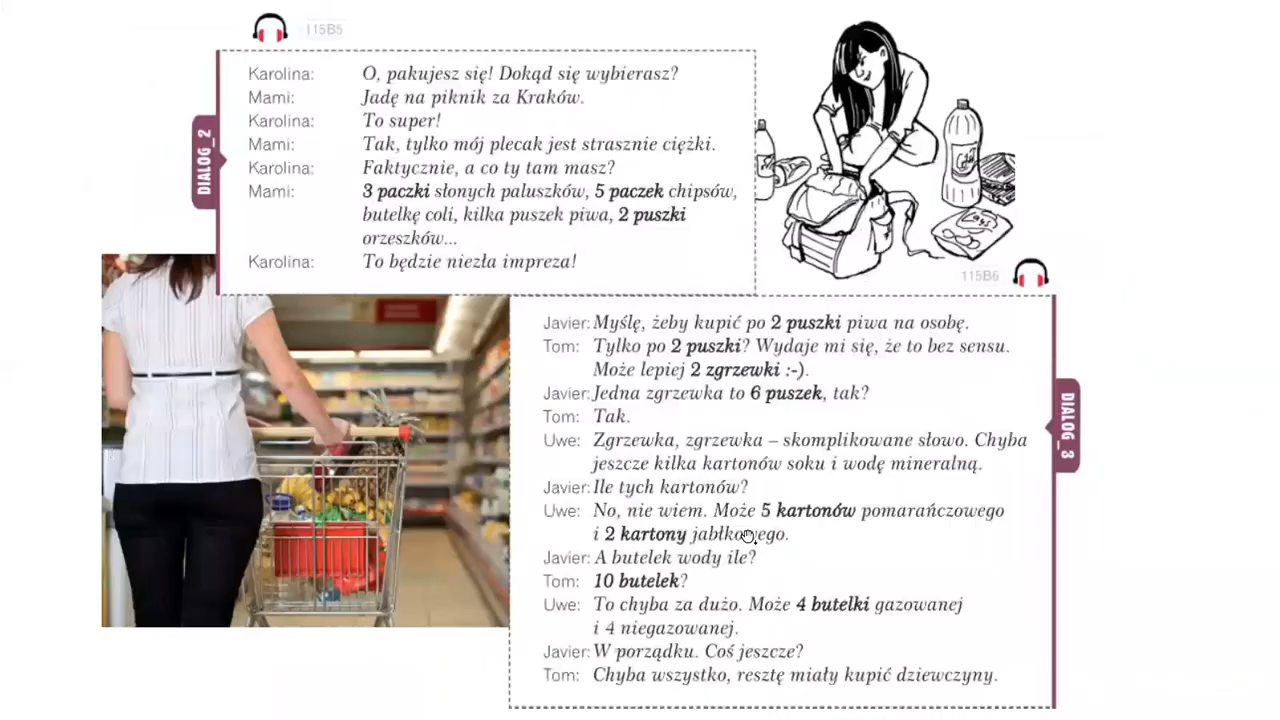 115B5
Karolina: O, pakujesz się! Dokąd się wybierasz?
Mami: Jadę na piknik za Kraków.
Karolina: To super!
Mami: Tak, tylko mój plecak jest strasznie ciężki.
Karolina: Faktycznie, a co ty tam masz?
Mami: 3 paczki słonych paluszków, 5 paczek chipsów,
butelkę coli, kilka puszek piwa, 2 puszki
orzeszków...
Karolina: To będzie niezła impreza!
DIALOG_2
115B6
Javier: Myślę, żeby kupić po 2 puszki piwa na osobę.
Tom: Tylko po 2 puszki? Wydaje mi się, że to bez sensu.
Może lepiej 2 zgrzewki :-).
Javier: Jedna zgrzewka to 6 puszek, tak?
Tom: Tak.
Uwe: Zgrzewka, zgrzewka – skomplikowane słowo. Chyba
jeszcze kilka kartonów soku i wodę mineralną.
Javier: Ile tych kartonów?
Uwe: No, nie wiem. Może 5 kartonów pomarańczowego
i 2 kartony jabłkowego.
Javier: A butelek wody ile?
Tom: 10 butelek?
Uwe: To chyba za dużo. Może 4 butelki gazowanej
i 4 niegazowanej.
Javier: W porządku. Coś jeszcze?
Tom: Chyba wszystko, resztę miały kupić dziewczyny.
DIALOG_3